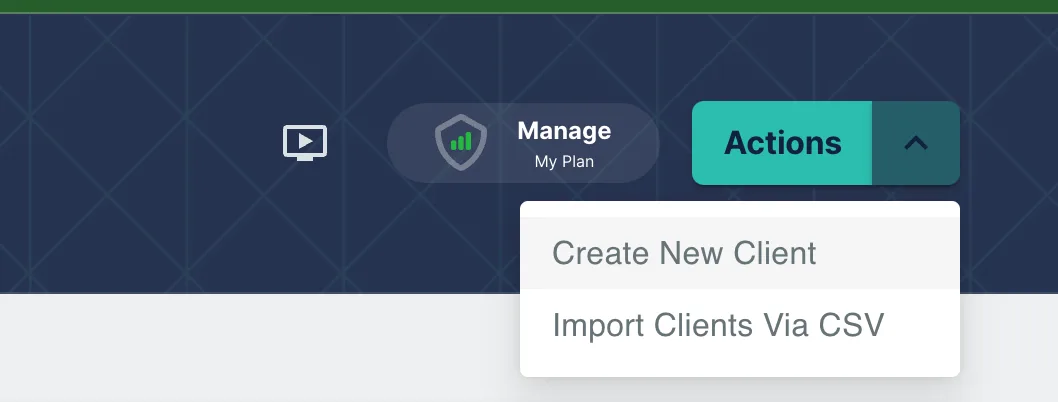 Manage
My Plan
Actions
Create New Client
Import Clients Via CSV